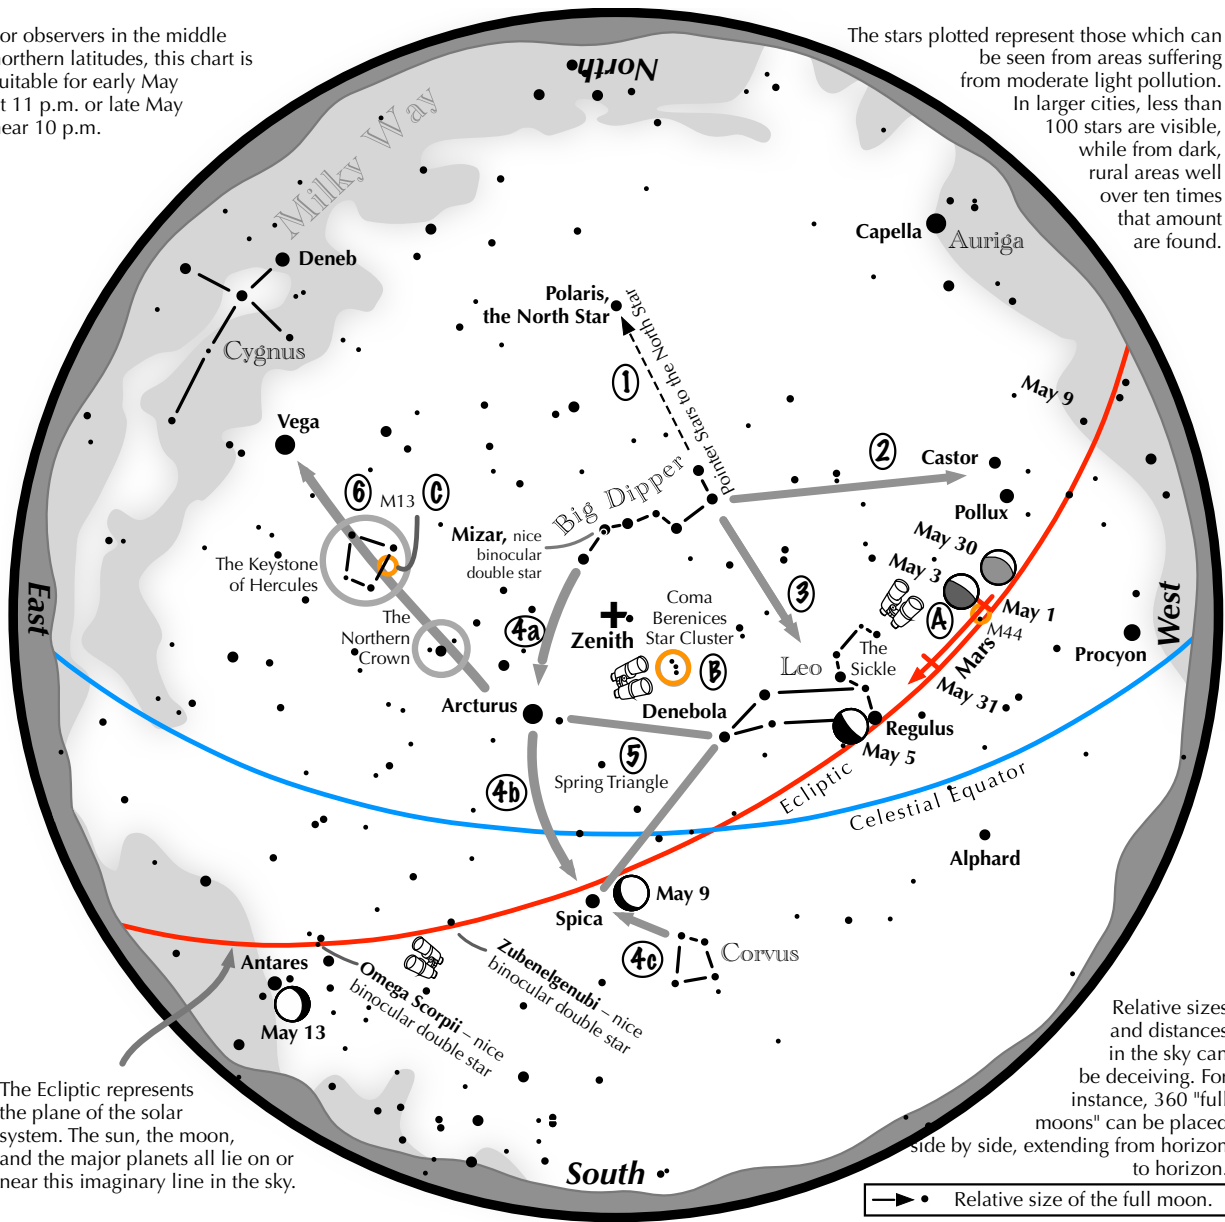 or observers in the middle
northern latitudes, this chart is
uitable for early May
t 11 p.m. or late May
near 10 p.m.
The stars plotted represent those which can
be seen from areas suffering
from moderate light pollution.
In larger cities, less than
100 stars are visible,
while from dark,
rural areas well
over ten times
that amount
are found.
North
Milky Way
Capella
Auriga
Deneb
Polaris,
the North Star
Cygnus
1
Pointer Stars to the North Star
May 9
Vega
2
Castor
Pollux
6
M13
C
Big Dipper
Mizar, nice
binocular
double star
The Keystone
of Hercules
May 30
May 3
May 1
A
M44
Mars
May 31
East
West
3
The
Northern
Crown
4a
Zenith
Coma
Berenices
Star Cluster
B
The
Sickle
Leo
Procyon
Arcturus
Denebola
Regulus
May 5
5
Spring Triangle
4b
Ecliptic
Celestial Equator
Alphard
May 9
Spica
4c
Corvus
Antares
May 13
Omega Scorpii – nice
binocular double star
Zubenelgenubi – nice
binocular double star
The Ecliptic represents
the plane of the solar
system. The sun, the moon,
and the major planets all lie on or
near this imaginary line in the sky.
South
Relative sizes
and distances
in the sky can
be deceiving. For
instance, 360 "full
moons" can be placed
side by side, extending from horizon
to horizon.
Relative size of the full moon.